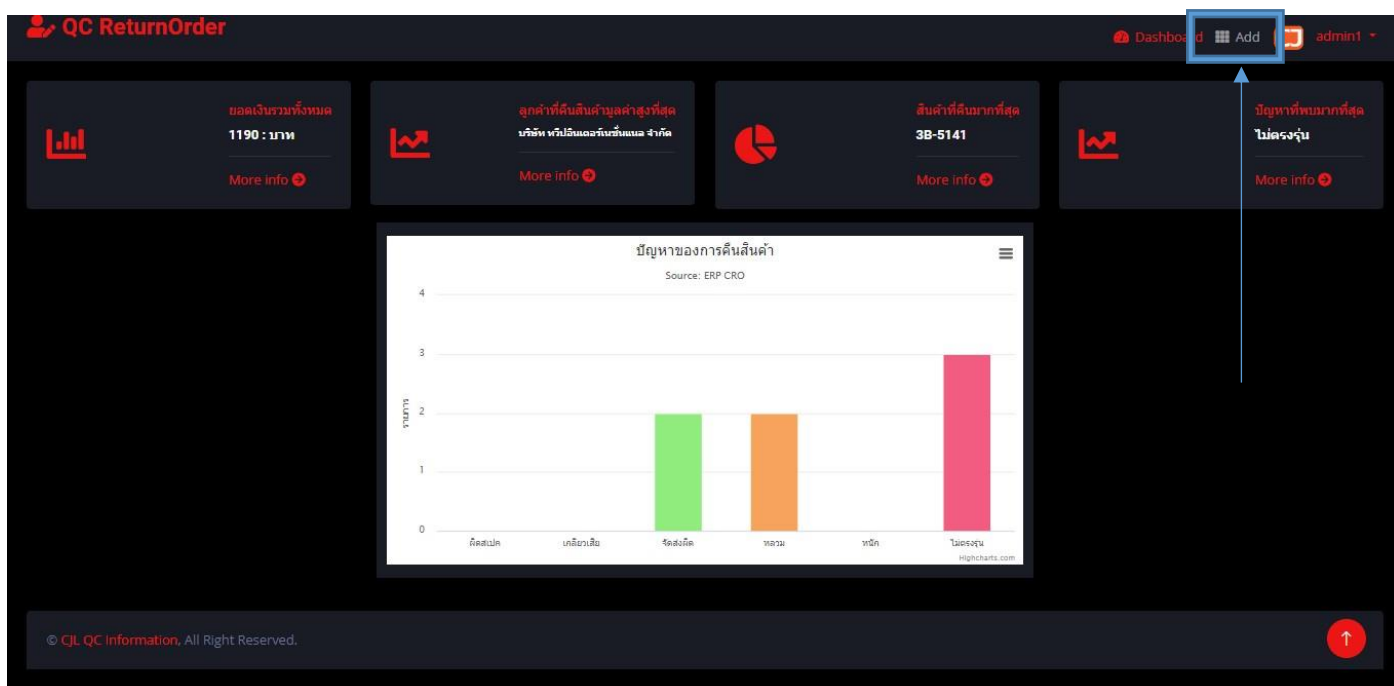 QC ReturnOrder
Dashboard Add admin1
ยอดเงินรวมทั้งหมด
1190 : บาท
More info
ลูกค้าที่คืนสินค้ามูลค่าสูงที่สุด
บริษัท ทวีปอินเตอร์เนชั่นแนล จำกัด
More info
สินค้าที่คืนมากที่สุด
3B-5141
More info
ปัญหาที่พบมากที่สุด
ไม่ตรงรุ่น
More info
ปัญหาของการคืนสินค้า
Source: ERP CRO
รายการ
4
3
2
1
0
ผิดสเปค เกลียวเสีย จัดส่งผิด หลวม หนัก ไม่ตรงรุ่น
Highcharts.com
© CJL QC Information, All Right Reserved.